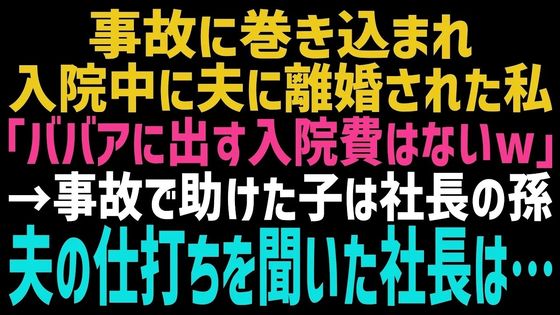 事故に巻き込まれ
入院中に夫に離婚された私
「ババアに出す入院費はないw」
→事故で助けた子は社長の孫
夫の仕打ちを聞いた社長は…